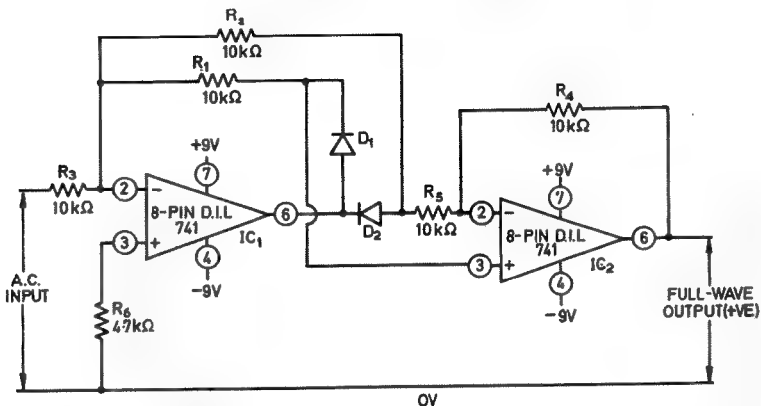 R2
10kΩ
R1
10kΩ
R4
10kΩ
D1
+9V
7
+9V
7
R3
10kΩ
2
−
8-PIN D.I.L
741
3
+
6
IC1
4
−9V
D2
R5
10kΩ
2
−
8-PIN D.I.L
741
3
+
6
IC2
4
−9V
A.C.
INPUT
R6
4·7kΩ
FULL-WAVE
OUTPUT(+VE)
0V